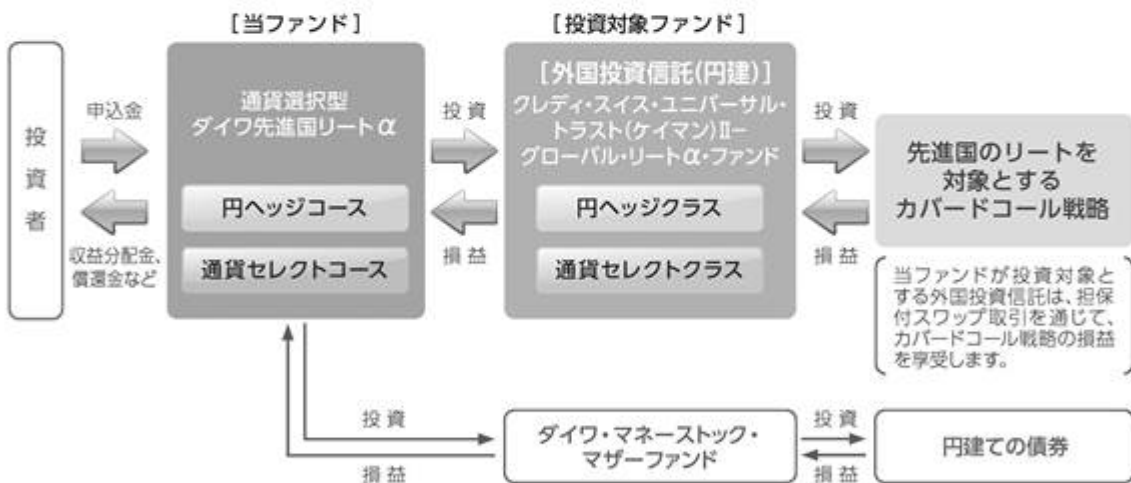 [当ファンド]
[投資対象ファンド]
投資者
申込金
収益分配金、
償還金など
通貨選択型
ダイワ先進国リートα
円ヘッジコース
通貨セレクトコース
投資
損益
[外国投資信託(円建)]
クレディ・スイス・ユニバーサル・
トラスト(ケイマン)Ⅱー
グローバル・リートα・ファンド
円ヘッジクラス
通貨セレクトクラス
投資
損益
先進国のリートを
対象とする
カバードコール戦略
当ファンドが投資対象と
する外国投資信託は、担保
付スワップ取引を通じて、
カバードコール戦略の損益
を享受します。
投資
損益
ダイワ・マネーストック・
マザーファンド
投資
損益
円建ての債券